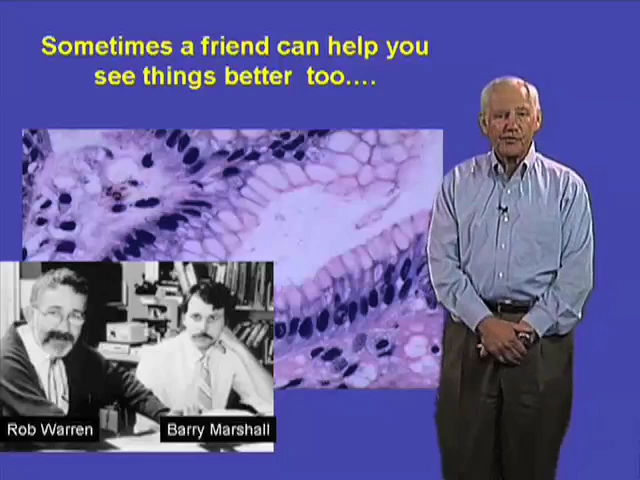 Sometimes a friend can help you
see things better too....
Rob Warren
Barry Marshall